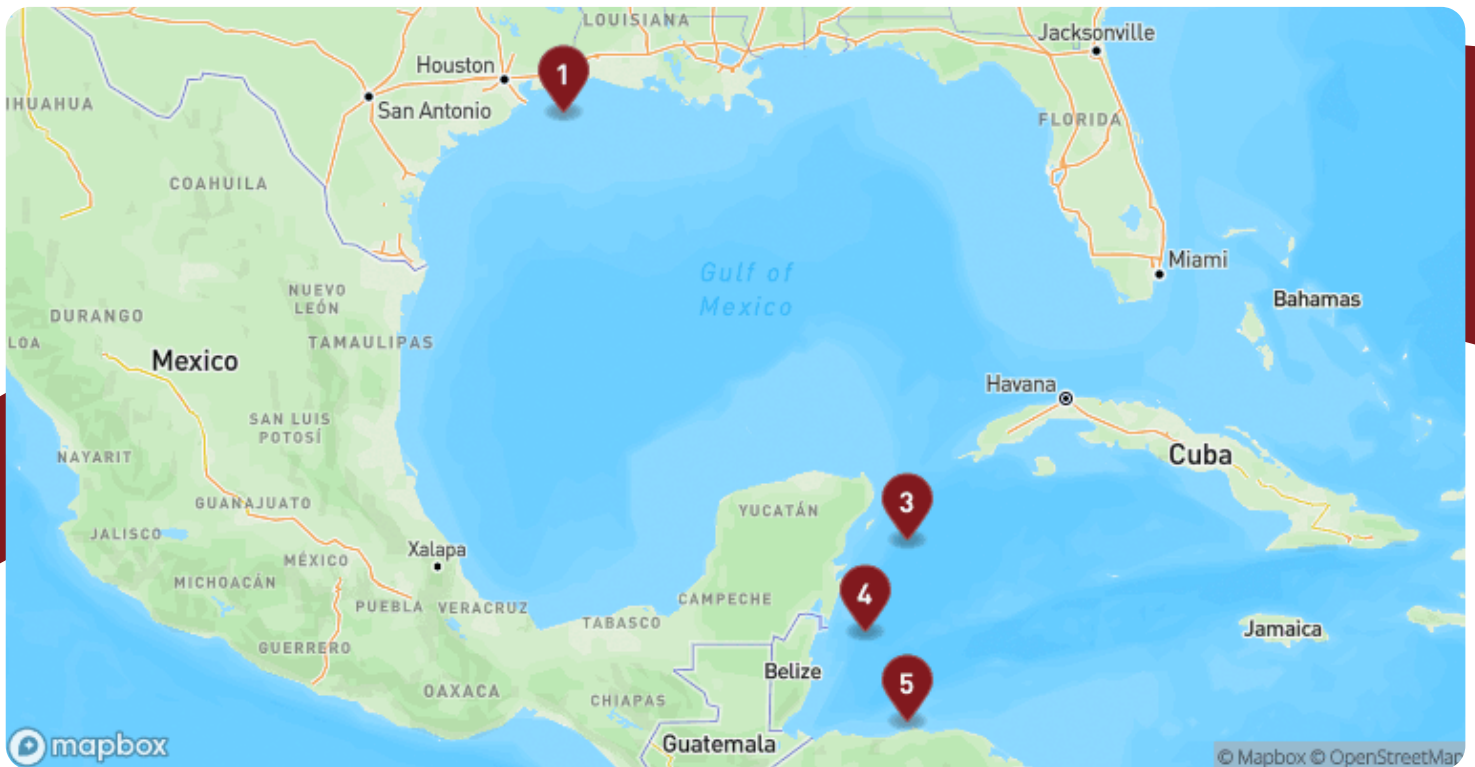 LOUISIANA
Jacksonville
Houston
1
IHUAHUA
San Antonio
FLORIDA
COAHUILA
Gulf of
Mexico
Miami
NUEVO
LEÓN
Bahamas
DURANGO
LOA
TAMAULIPAS
Mexico
Havana
SAN LUIS
POTOSÍ
NAYARIT
Cuba
GUANAJUATO
YUCATÁN
3
JALISCO
MÉXICO
Xalapa
MICHOACÁN
PUEBLA
VERACRUZ
CAMPECHE
4
TABASCO
Jamaica
GUERRERO
OAXACA
Belize
CHIAPAS
5
Guatemala
mapbox
© Mapbox © OpenStreetMap